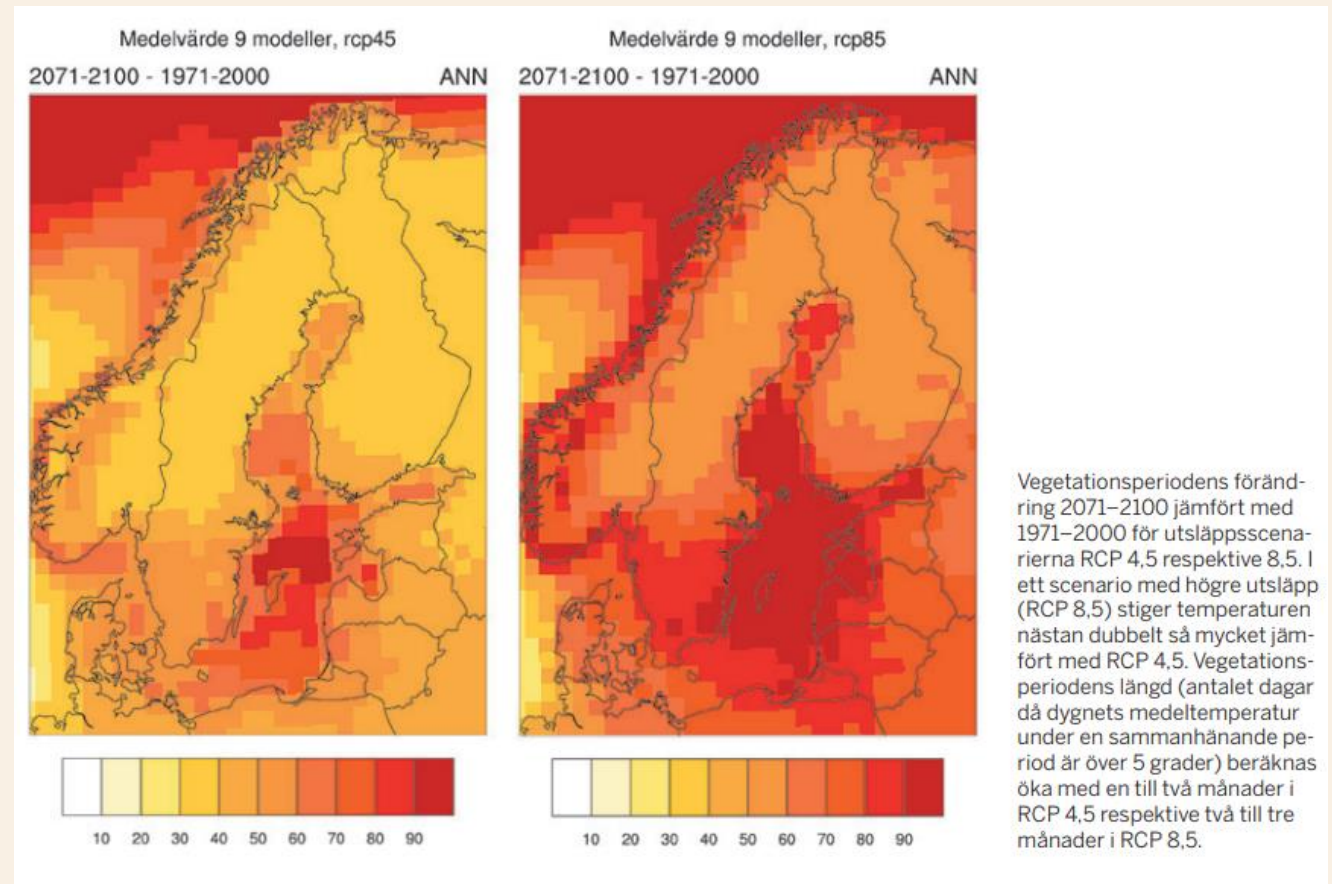 Medelvärde 9 modeller, rcp45
2071-2100 - 1971-2000 ANN
10 20 30 40 50 60 70 80 90
Medelvärde 9 modeller, rcp85
2071-2100 - 1971-2000 ANN
10 20 30 40 50 60 70 80 90
Vegetationsperiodens föränd-
ring 2071–2100 jämfört med
1971–2000 för utsläppsscena-
rierna RCP 4,5 respektive 8,5. I
ett scenario med högre utsläpp
(RCP 8,5) stiger temperaturen
nästan dubbelt så mycket jäm-
fört med RCP 4,5. Vegetations-
periodens längd (antalet dagar
då dygnets medeltemperatur
under en sammanhänande pe-
riod är över 5 grader) beräknas
öka med en till två månader i
RCP 4,5 respektive två till tre
månader i RCP 8,5.